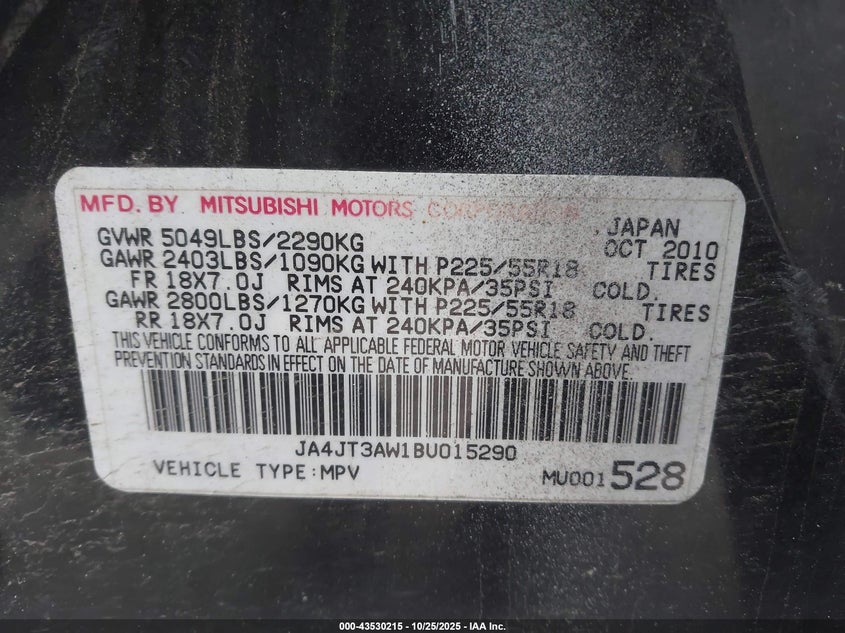 MFD. BY MITSUBISHI MOTORS CORPORATION JAPAN
GVWR 5049LBS/2290KG OCT 2010
GAWR 2403LBS/1090KG WITH P225/55R18 TIRES
FR 18X7.0J RIMS AT 240KPA/35PSI COLD.
GAWR 2800LBS/1270KG WITH P225/55R18 TIRES
RR 18X7.0J RIMS AT 240KPA/35PSI COLD.
THIS VEHICLE CONFORMS TO ALL APPLICABLE FEDERAL MOTOR VEHICLE SAFETY AND THEFT
PREVENTION STANDARDS IN EFFECT ON THE DATE OF MANUFACTURE SHOWN ABOVE.
JA4JT3AW1BU015290
VEHICLE TYPE:MPV MU001528
000-43530215 - 10/25/2025 - IAA Inc.